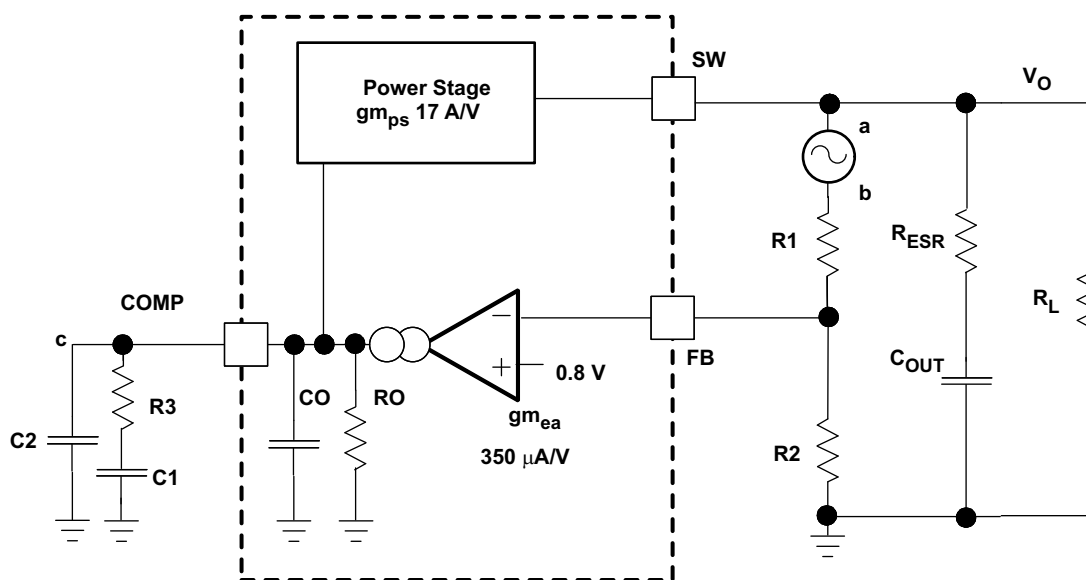 SW
Power Stage
gm_ps 17 A/V
V_O
a
b
R1
R_ESR
COMP
R_L
c
FB
C_OUT
0.8 V
CO
RO
R3
gm_ea
C2
R2
350 μA/V
C1